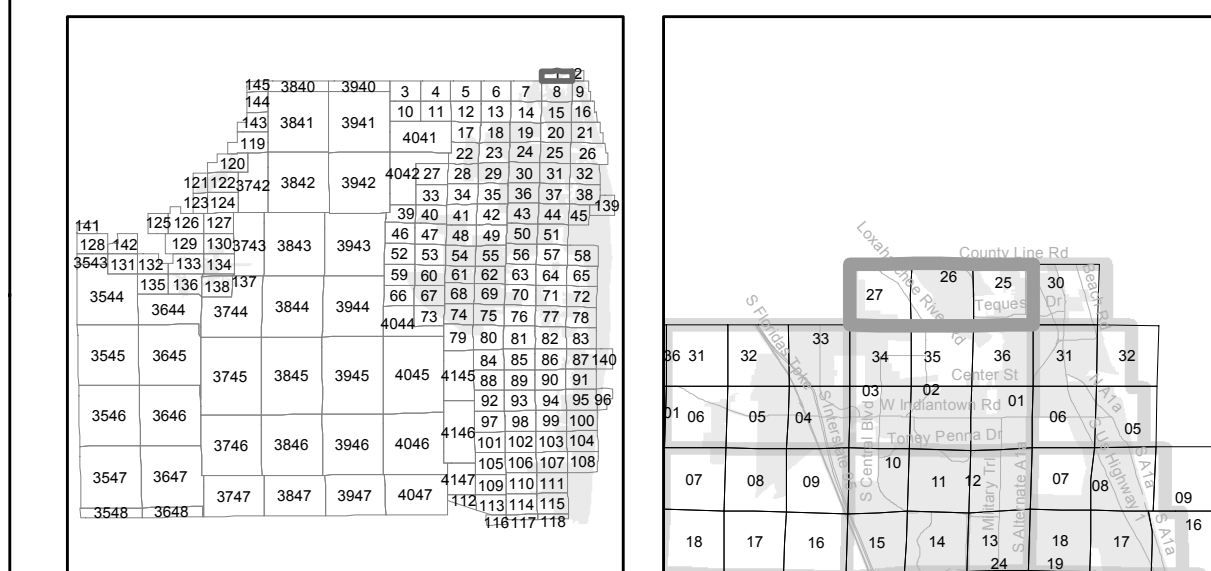 2
145 3840 3940 3 4 5 6 7 8 9
144
143 3841 3941 10 11 12 13 14 15 16
119 4041 17 18 19 20 21
120 22 23 24 25 26
121 122 3742 3842 3942 4042 27 28 29 30 31 32
123 124 33 34 35 36 37 38 139
141 125 126 127 39 40 41 42 43 44 45
128 142 129 130 3743 3843 3943 46 47 48 49 50 51
3543 131 132 133 134 52 53 54 55 56 57 58
135 136 138 137 59 60 61 62 63 64 65
3544 3644 3744 3844 3944 66 67 68 69 70 71 72
4044 73 74 75 76 77 78
79 80 81 82 83
3545 3645 84 85 86 87 140
3745 3845 3945 4045 4145 88 89 90 91
3546 3646 92 93 94 95 96
97 98 99 100
3746 3846 3946 4046 4146 101 102 103 104
105 106 107 108
3547 3647 4147 109 110 111
3747 3847 3947 4047 112 113 114 115
3548 3648 116 117 118
County Line Rd
27 26 25 30
Teques Dr
Beach Rd
Loxahatchee River Rd
S Floridas Tpke
36 31 32 33 34 35 36 31 32
Center St
03 02 01
W Indiantown Rd
01 06 05 04 06 05
N A1a
Toney Penna Dr
S Interstate
S Central Blvd
07 08 09 10 11 12 07 08 09
Military Trl
S Alternate A1a
S Us Highway 1
S A1a
S A1a
18 17 16 15 14 13 18 17 16
24 19